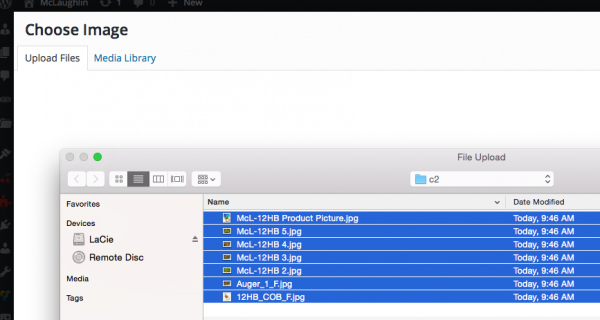 McLaughlin 1 0 + New
Choose Image
Upload Files Media Library
File Upload
c2
Favorites
Name Date Modified
Devices
McL-12HB Product Picture.jpg Today, 9:46 AM
McL-12HB 5.jpg Today, 9:46 AM
LaCie
McL-12HB 4.jpg Today, 9:46 AM
Remote Disc
McL-12HB 3.jpg Today, 9:46 AM
Media
McL-12HB 2.jpg Today, 9:46 AM
Tags
Auger_1_F.jpg Today, 9:46 AM
12HB_COB_F.jpg Today, 9:46 AM